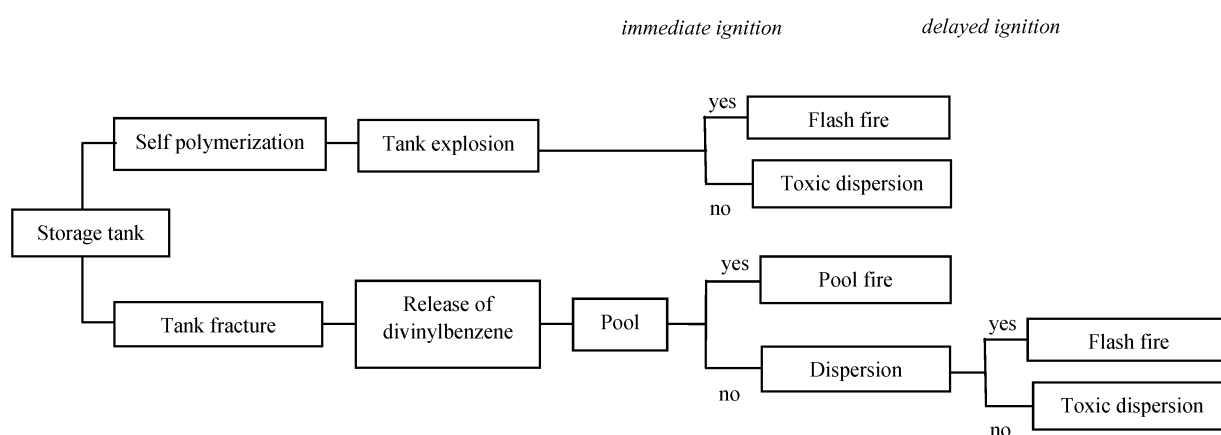 immediate ignition
delayed ignition
yes
Flash fire
Self polymerization
Tank explosion
Toxic dispersion
no
Storage tank
yes
Pool fire
Release of
divinylbenzene
Pool
Tank fracture
yes
Flash fire
Dispersion
no
Toxic dispersion
no